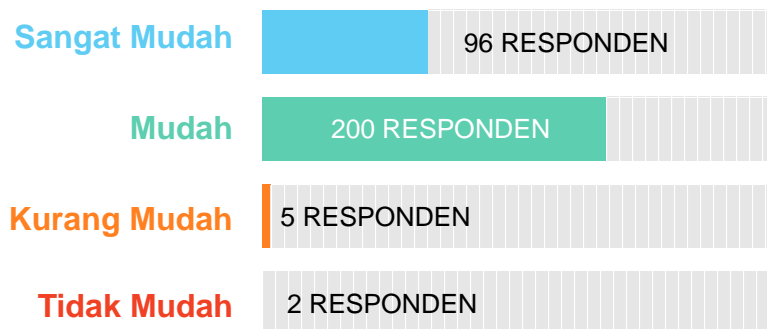 Sangat Mudah 96 RESPONDEN
Mudah 200 RESPONDEN
Kurang Mudah 5 RESPONDEN
Tidak Mudah 2 RESPONDEN